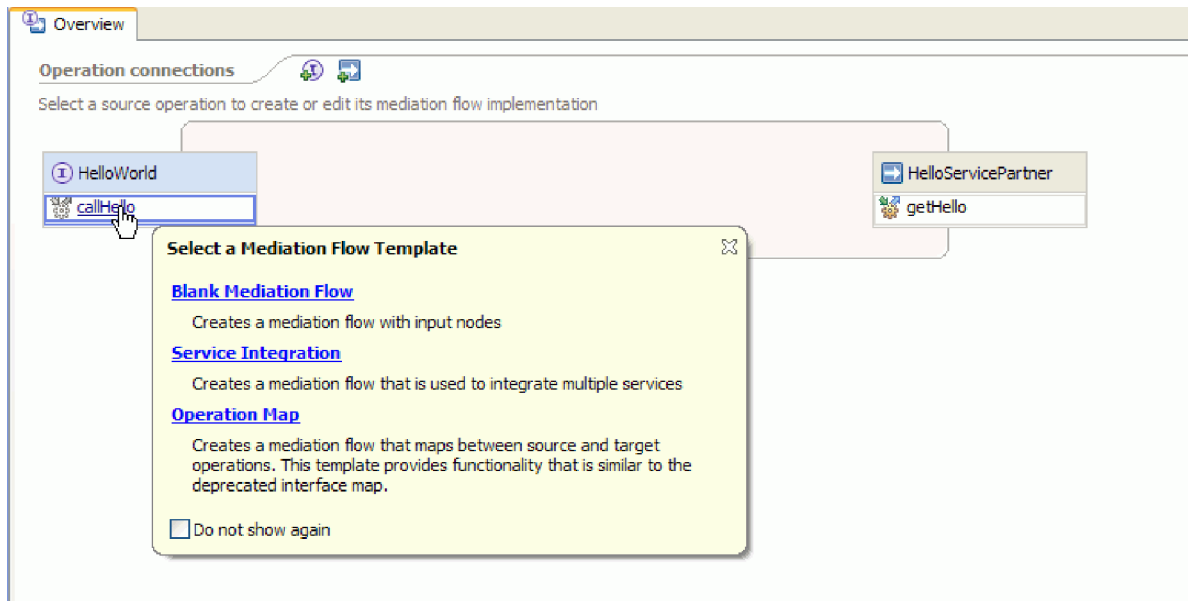 Overview
Operation connections
Select a source operation to create or edit its mediation flow implementation
HelloWorld
callHello
HelloServicePartner
getHello
Select a Mediation Flow Template
Blank Mediation Flow
Creates a mediation flow with input nodes
Service Integration
Creates a mediation flow that is used to integrate multiple services
Operation Map
Creates a mediation flow that maps between source and target
operations. This template provides functionality that is similar to the
deprecated interface map.
Do not show again